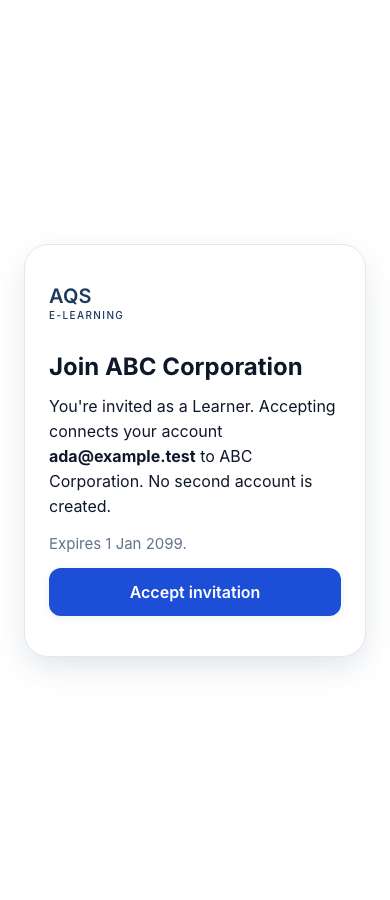 AQS
E-LEARNING
Join ABC Corporation
You're invited as a Learner. Accepting
connects your account
ada@example.test to ABC
Corporation. No second account is
created.
Expires 1 Jan 2099.
Accept invitation